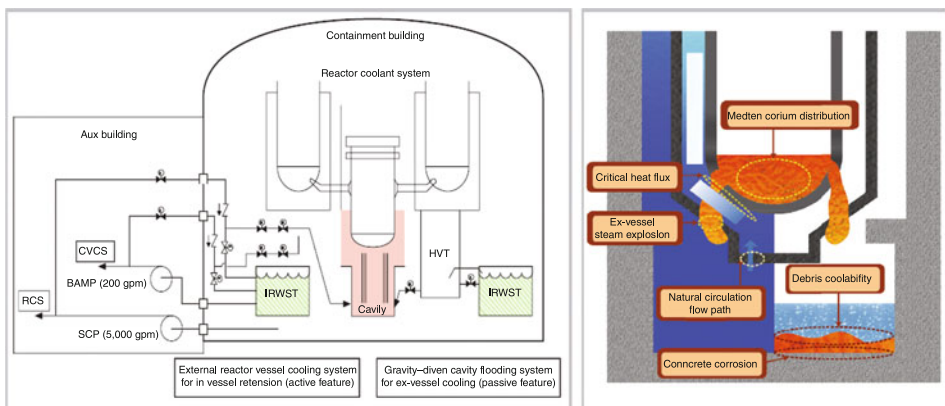 Containment building
Reactor coolant system
Aux building
CVCS
BAMP (200 gpm)
RCS
SCP (5,000 gpm)
IRWST
Cavily
HVT
IRWST
External reactor vessel cooling system
for in vessel retension (active feature)
Gravity–diven cavity flooding system
for ex-vessel cooling (passive feature)
Medten corium distribution
Critical heat flux
Ex-vessel
steam explosion
Natural circulation
flow path
Debris coolability
Conncrete corrosion